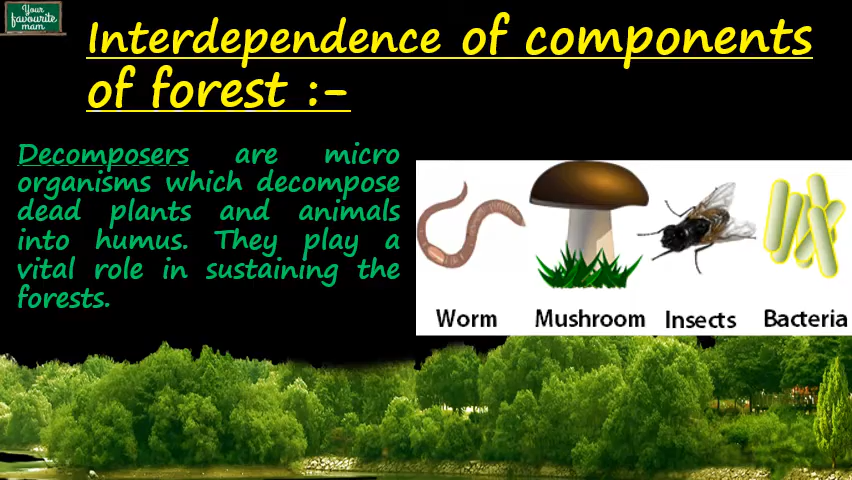 Your
favourite
mam
Interdependence of components
of forest :-
Decomposers are micro
organisms which decompose
dead plants and animals
into humus. They play a
vital role in sustaining the
forests.
Worm Mushroom Insects Bacteria